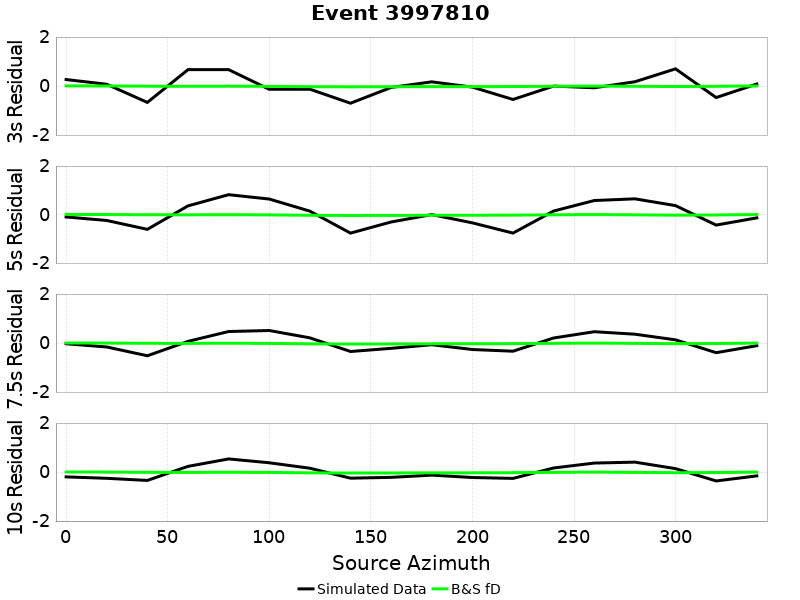 Event 3997810
3s Residual
2
0
-2
5s Residual
2
0
-2
7.5s Residual
2
0
-2
10s Residual
2
0
-2
0 50 100 150 200 250 300
Source Azimuth
Simulated Data B&S fD